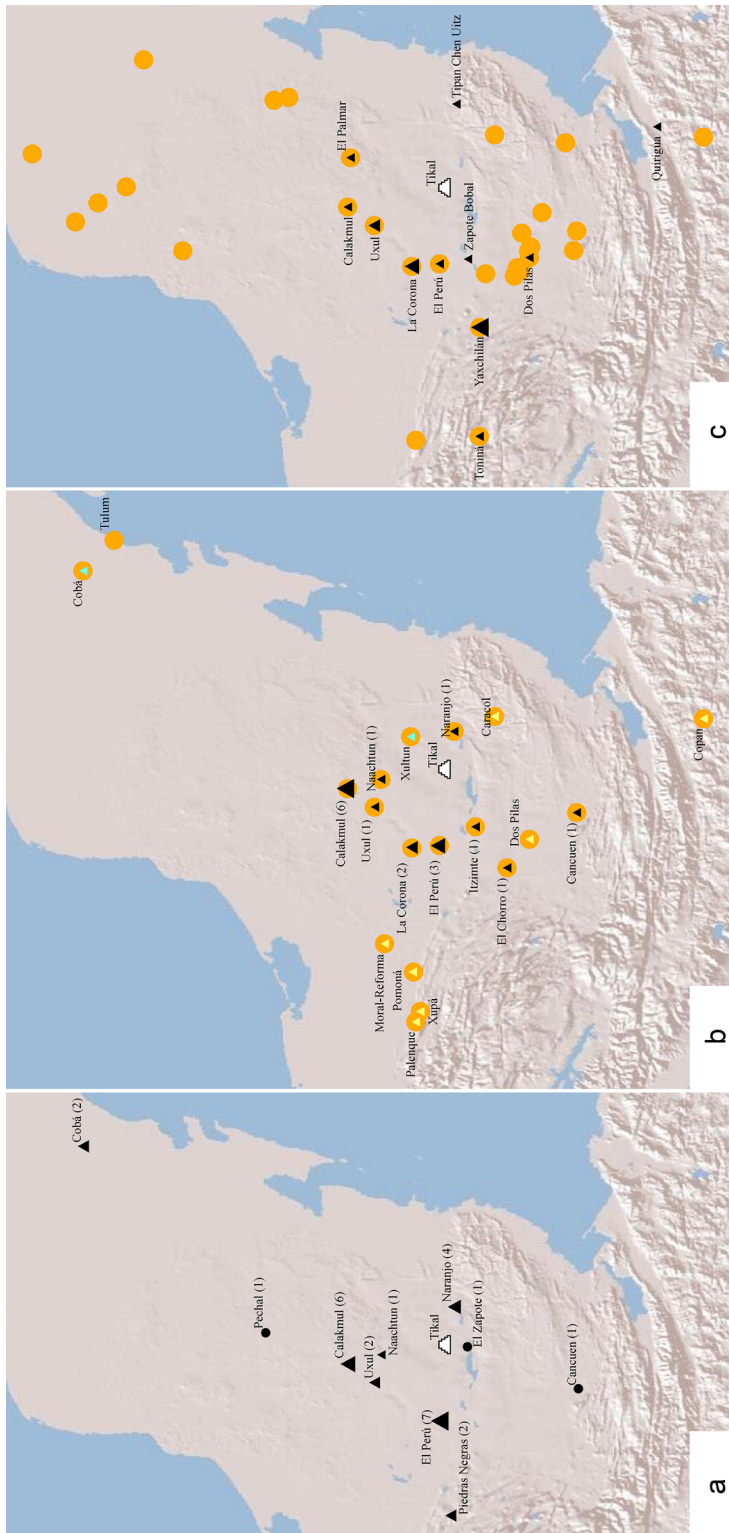 Cobá (2)
Pechal (1)
Calakmul (6)
Uxul (2)
Naachtun (1)
Tikal
Naranjo (4)
El Perú (7)
El Zapote (1)
Piedras Negras (2)
Cancuen (1)
a
Cobá
Tulum
Calakmul (6)
Naachtun (1)
Uxul (1)
Xultun
Tikal
Naranjo (1)
La Corona (2)
El Perú (3)
Moral-Reforma
Pomoná
Palenque
Xupá
Itzimte (1)
Caracol
El Chorro (1)
Dos Pilas
Cancuen (1)
Copan
b
El Palmar
Calakmul
Uxul
La Corona
El Perú
Tikal
Tipan Chen Uitz
Zapote Bobal
Yaxchilán
Toniná
Dos Pilas
Quirigua
c